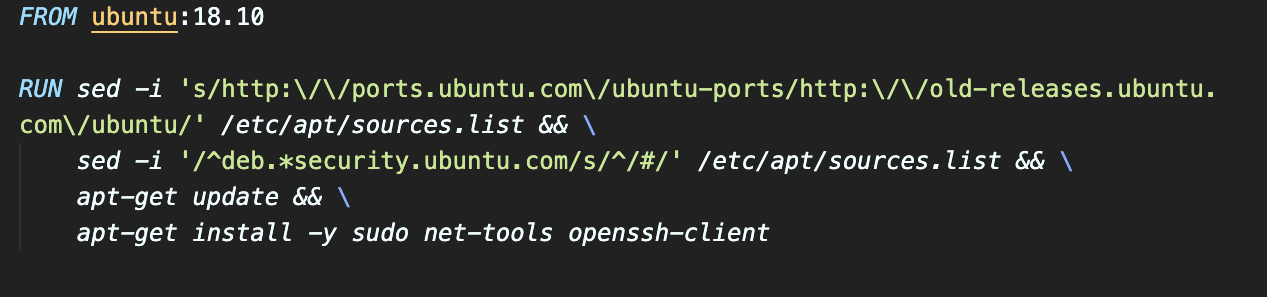 FROM ubuntu:18.10
RUN sed -i 's/http:\/\/ports.ubuntu.com\/ubuntu-ports/http:\/\/old-releases.ubuntu.
com\/ubuntu/' /etc/apt/sources.list && \
sed -i '/^deb.*security.ubuntu.com/s/^/#/' /etc/apt/sources.list && \
apt-get update && \
apt-get install -y sudo net-tools openssh-client